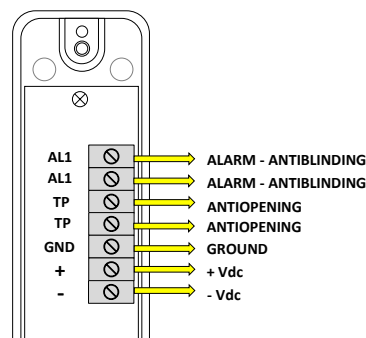 AL1 ALARM - ANTIBLINDING
AL1 ALARM - ANTIBLINDING
TP ANTIOPENING
TP ANTIOPENING
GND GROUND
+ + Vdc
- - Vdc